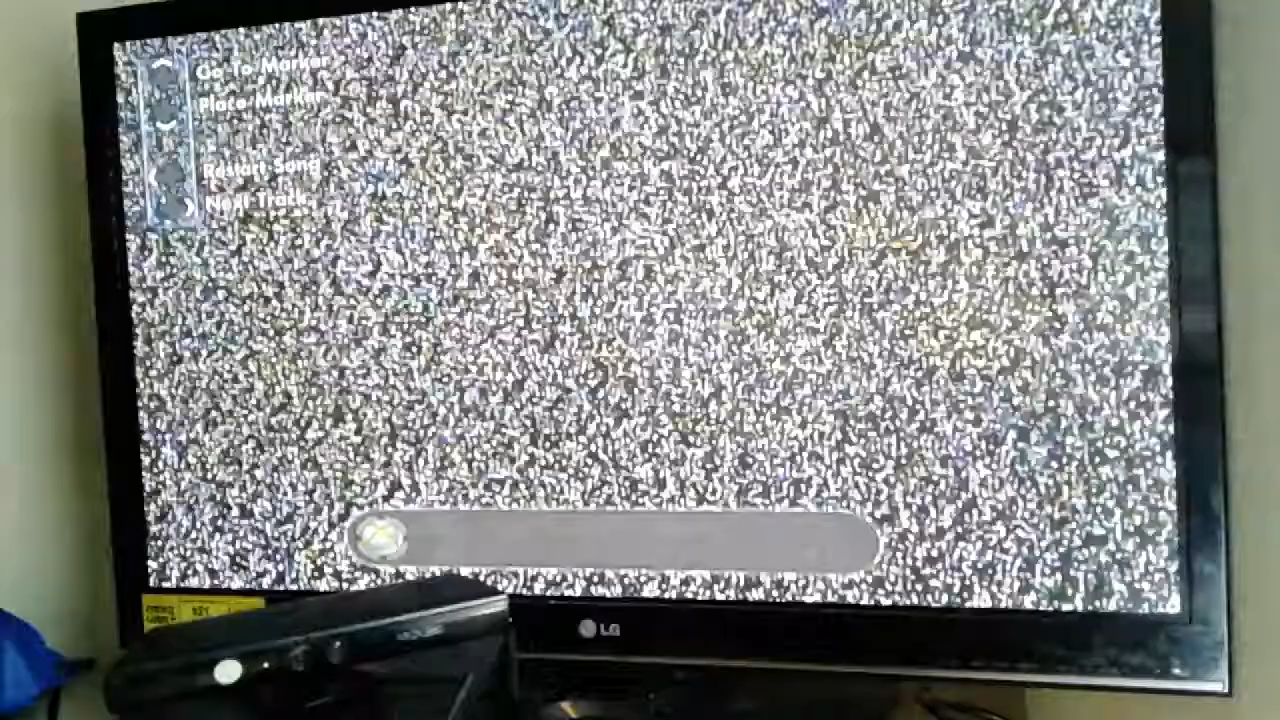 Go To Marker
Place Marker
Restart Song
Next Track
LG